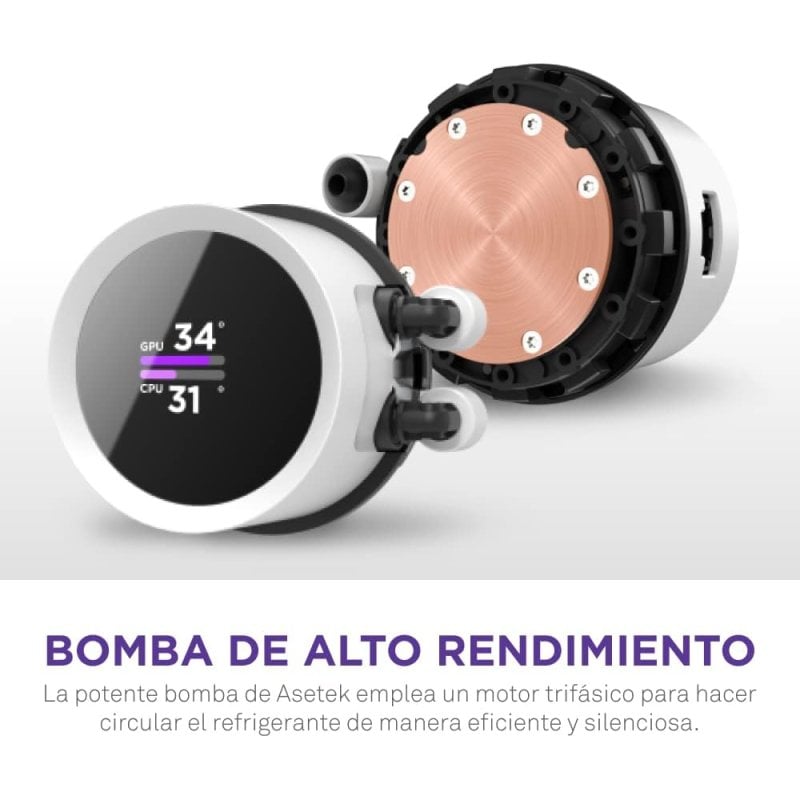 GPU 34°
CPU 31°
BOMBA DE ALTO RENDIMIENTO
La potente bomba de Asetek emplea un motor trifásico para hacer
circular el refrigerante de manera eficiente y silenciosa.